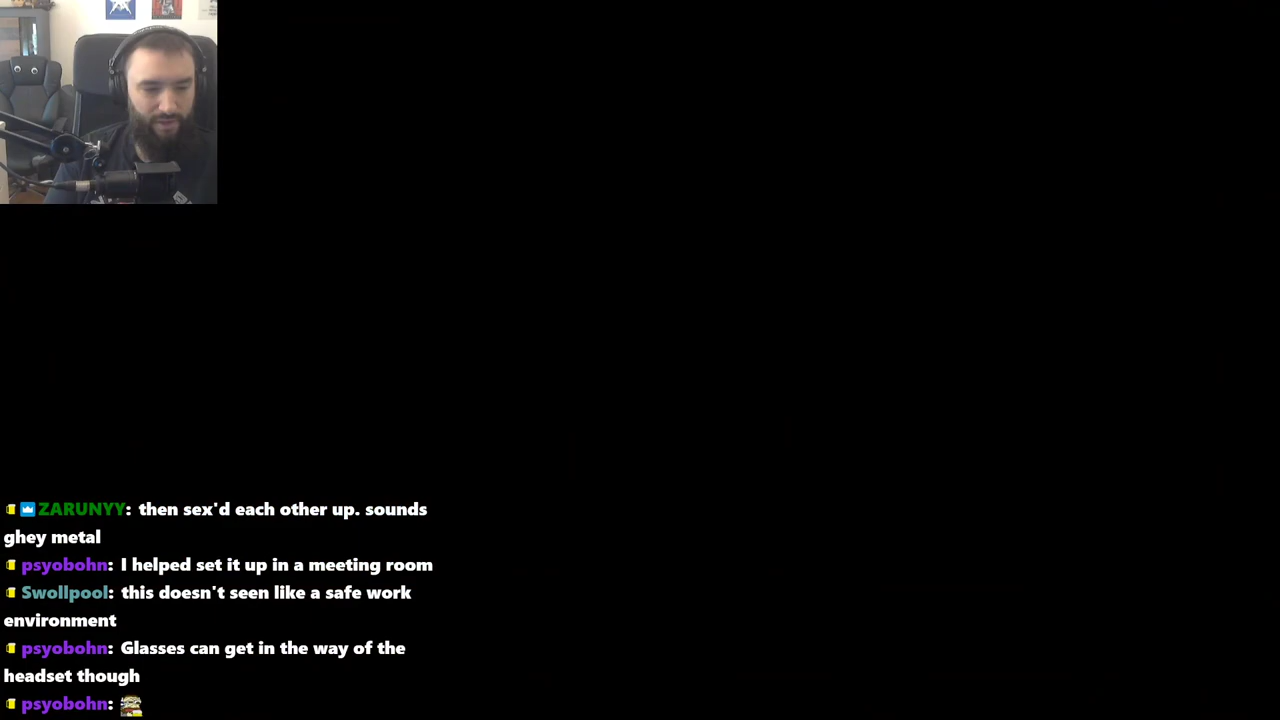 ZARUNYY: then sex'd each other up. sounds
ghey metal
psyobohn: I helped set it up in a meeting room
Swollpool: this doesn't seen like a safe work
environment
psyobohn: Glasses can get in the way of the
headset though
psyobohn: